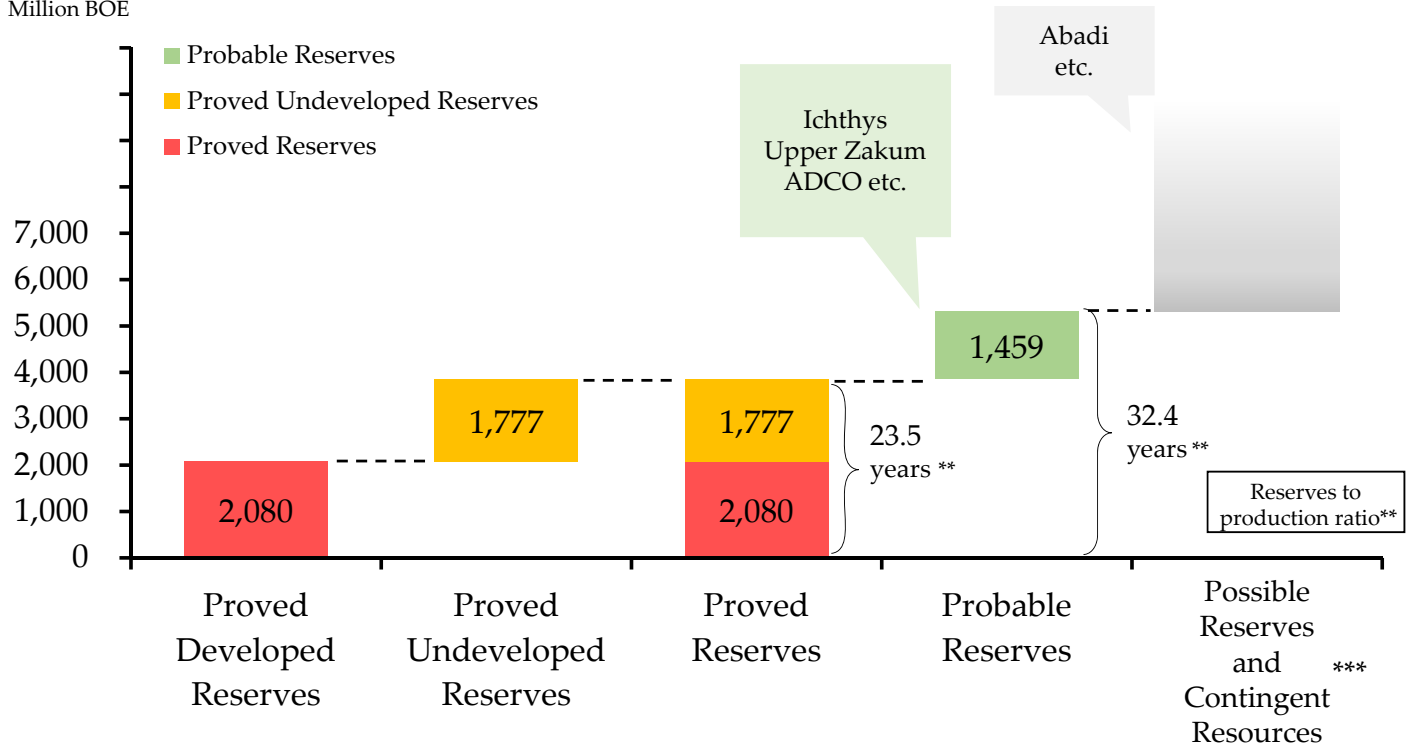 Million BOE
Probable Reserves
Proved Undeveloped Reserves
Proved Reserves
Abadi
etc.
Ichthys
Upper Zakum
ADCO etc.
7,000
6,000
5,000
4,000
3,000
2,000
1,000
0
2,080
1,777
1,777
2,080
23.5
years **
1,459
32.4
years **
Reserves to
production ratio**
Proved
Developed
Reserves
Proved
Undeveloped
Reserves
Proved
Reserves
Probable
Reserves
Possible
Reserves
and ***
Contingent
Resources